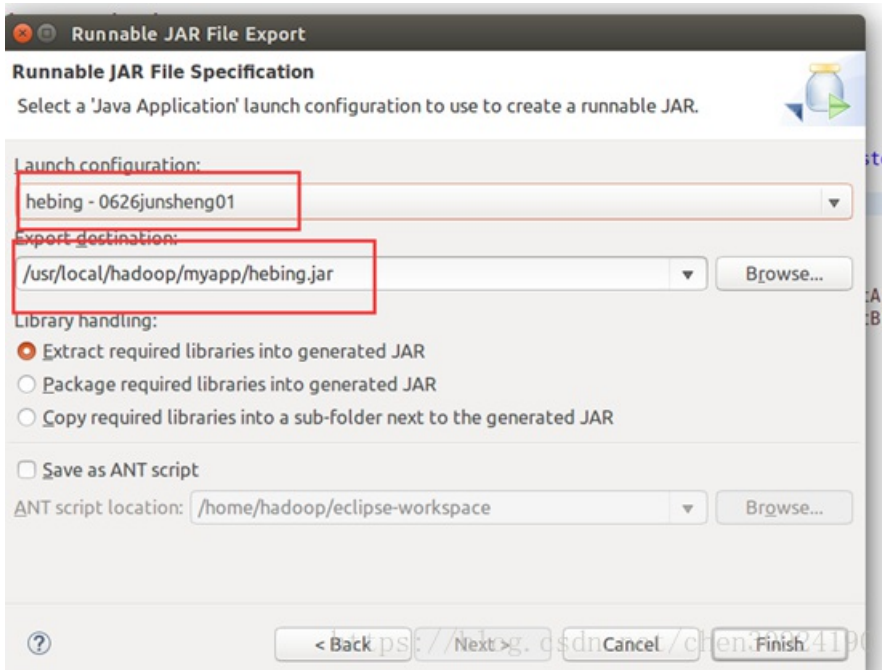 Runnable JAR File Export
Runnable JAR File Specification
Select a 'Java Application' launch configuration to use to create a runnable JAR.
Launch configuration:
hebing - 0626junsheng01
Export destination:
/usr/local/hadoop/myapp/hebing.jar
Browse...
Library handling:
Extract required libraries into generated JAR
Package required libraries into generated JAR
Copy required libraries into a sub-folder next to the generated JAR
Save as ANT script
ANT script location:
/home/hadoop/eclipse-workspace
Browse...
< Back
Next >
Cancel
Finish